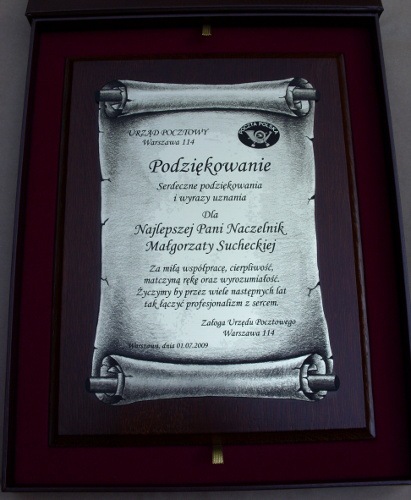 URZĄD POCZTOWY
Warszawa 114
POCZTA POLSKA
Podziękowanie
Serdeczne podziękowania
i wyrazy uznania
Dla
Najlepszej Pani Naczelnik
Małgorzaty Sucheckiej
Za miłą współpracę, cierpliwość,
matczyną rękę oraz wyrozumiałość.
Życzymy by przez wiele następnych lat
tak łączyć profesjonalizm z sercem.
Załoga Urzędu Pocztowego
Warszawa 114
Warszawa, dnia 01.07.2009